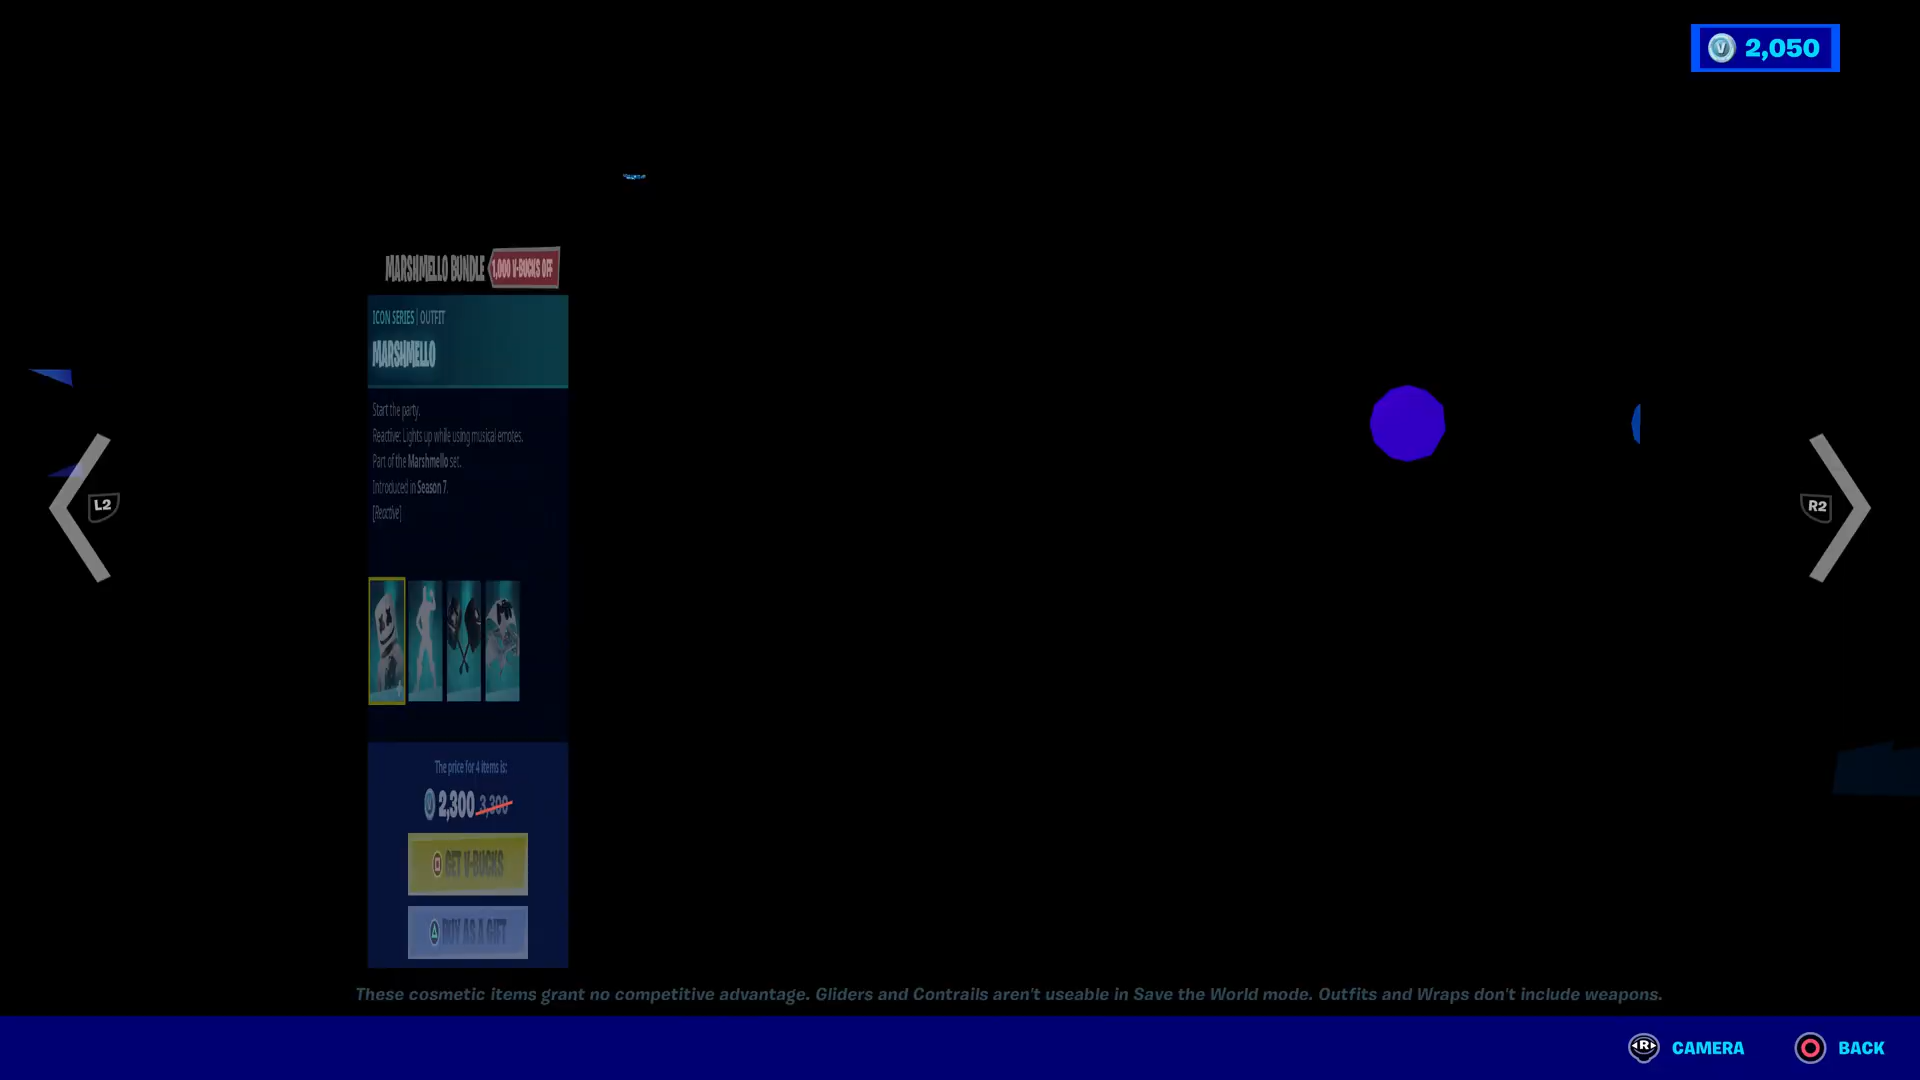 2,050
MARSHMELLO BUNDLE 1,000 V-BUCKS OFF
ICON SERIES | OUTFIT
MARSHMELLO
Start the party.
Reactive: Lights up while using musical emotes.
Part of the Marshmello set.
Introduced in Season 7.
[Reactive]
L2
R2
The price for 4 items is:
2,300 3,300
GET V-BUCKS
BUY AS A GIFT
These cosmetic items grant no competitive advantage. Gliders and Contrails aren't useable in Save the World mode. Outfits and Wraps don't include weapons.
R CAMERA BACK